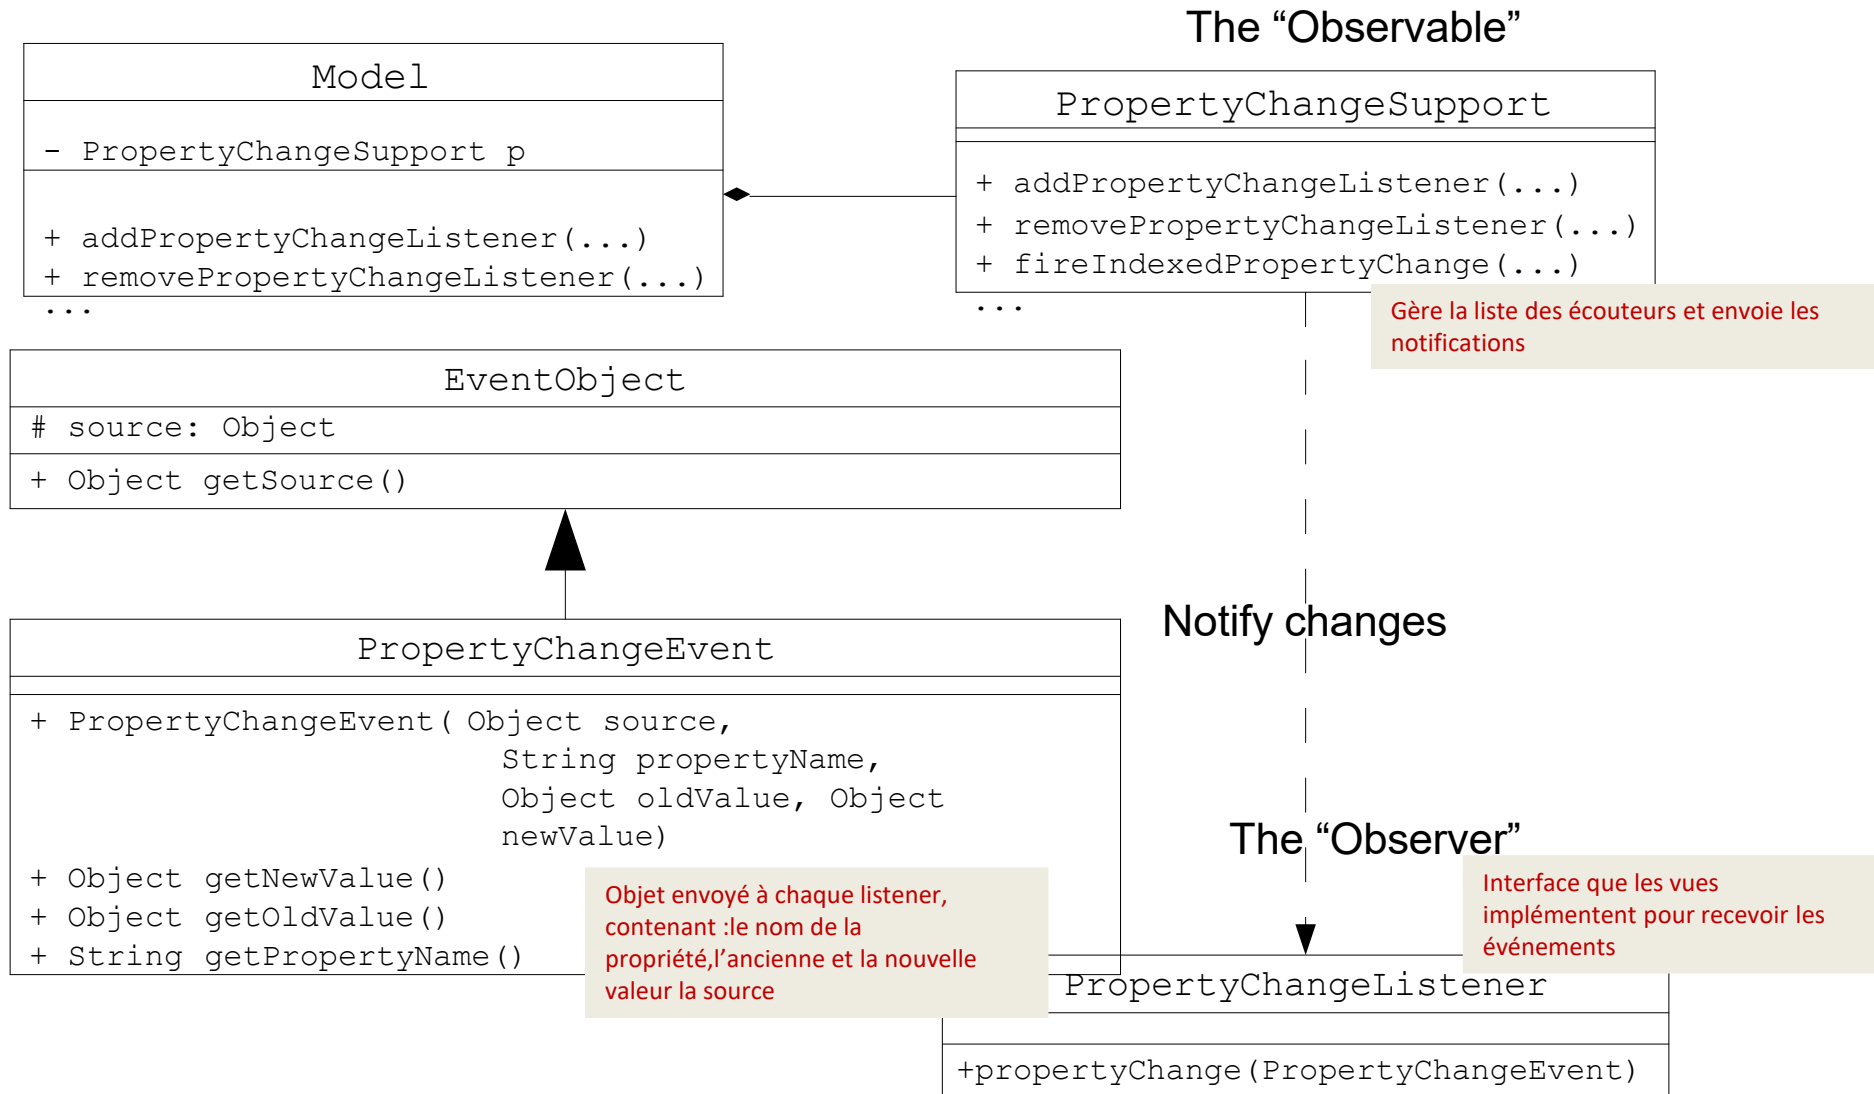 The “Observable”
Model
- PropertyChangeSupport p
+ addPropertyChangeListener(...)
+ removePropertyChangeListener(...)
...
PropertyChangeSupport
+ addPropertyChangeListener(...)
+ removePropertyChangeListener(...)
+ fireIndexedPropertyChange(...)
...
Gère la liste des écouteurs et envoie les
notifications
EventObject
# source: Object
+ Object getSource()
Notify changes
PropertyChangeEvent
+ PropertyChangeEvent( Object source,
String propertyName,
Object oldValue, Object
newValue)
+ Object getNewValue()
+ Object getOldValue()
+ String getPropertyName()
Objet envoyé à chaque listener,
contenant :le nom de la
propriété,l’ancienne et la nouvelle
valeur la source
The “Observer”
Interface que les vues
implémentent pour recevoir les
événements
PropertyChangeListener
+propertyChange(PropertyChangeEvent)